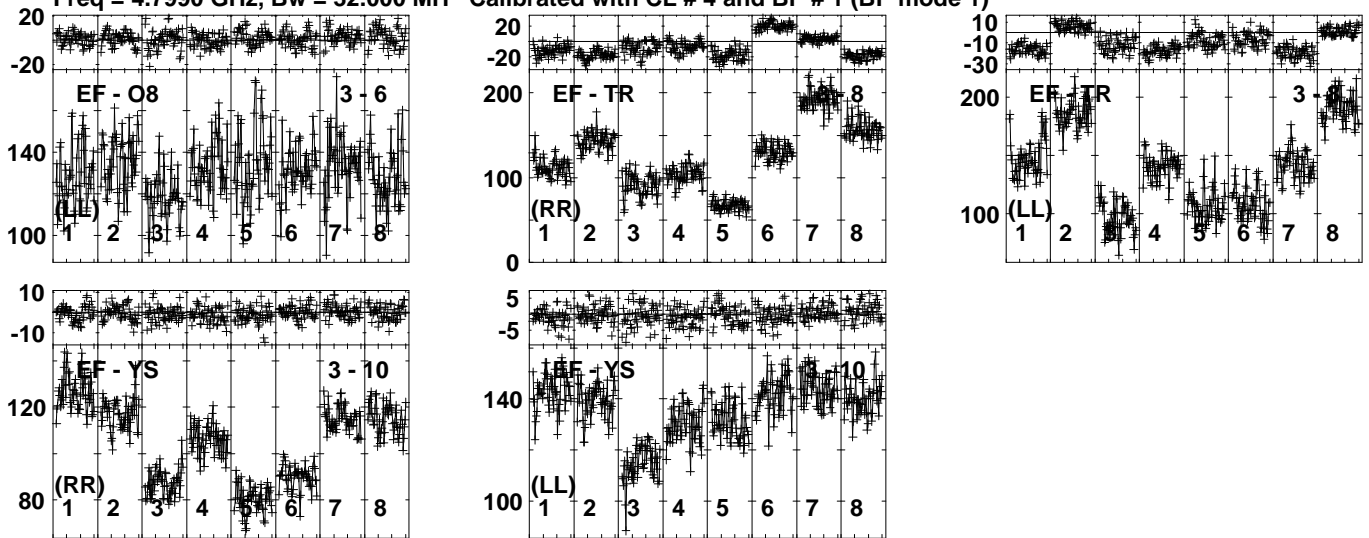 Freq = 4.7990 GHz, Bw = 32.000 MH Calibrated with CL # 4 and BP # 1 (BP mode 1)
20
-20
EF - O8 3 - 6
140
100
(LL)
1 2 3 4 5 6 7 8
20
-20
EF - TR - 8
200
100
0
(RR)
1 2 3 4 5 6 7 8
10
-10
-30
EF - TR 3 -
200
100
(LL)
1 2 3 4 5 6 7 8
10
-10
EF - YS 3 - 10
120
80
(RR)
1 2 3 4 5 6 7 8
5
-5
EF - YS 3 - 10
140
100
(LL)
1 2 3 4 5 6 7 8